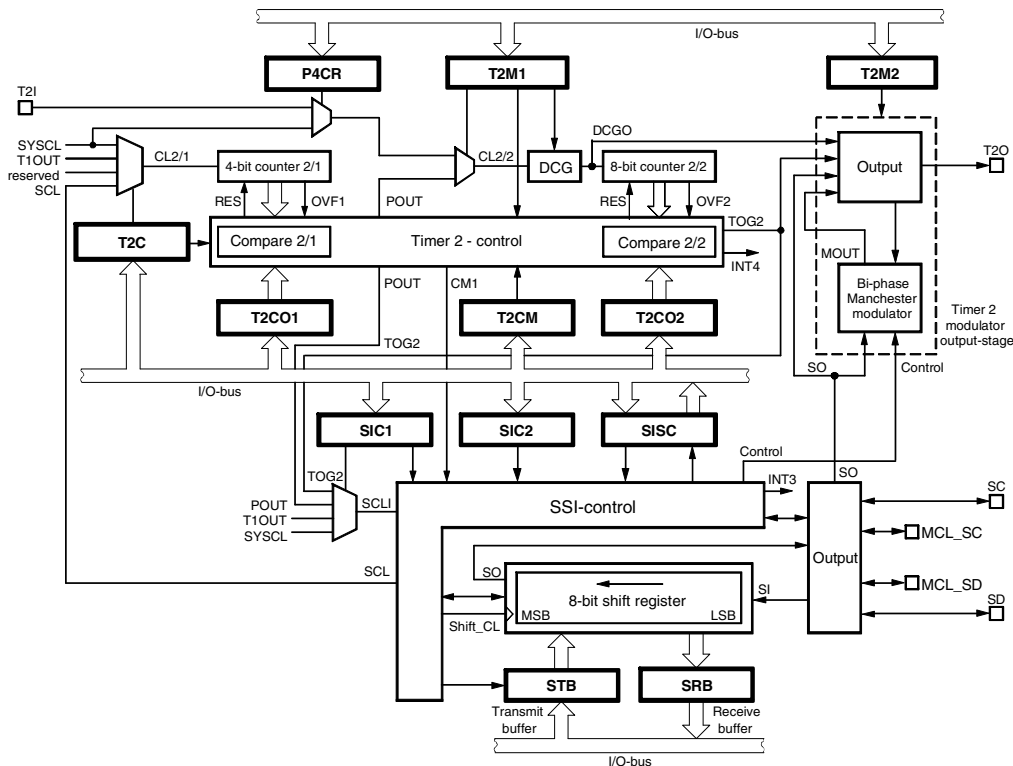 I/O-bus
P4CR
T2M1
T2M2
T2I
DCGO
SYSCL
T1OUT
reserved
SCL
CL2/1
4-bit counter 2/1
CL2/2
DCG
8-bit counter 2/2
Output
T2O
RES
OVF1
POUT
RES
OVF2
TOG2
T2C
Compare 2/1
Timer 2 - control
Compare 2/2
INT4
MOUT
Bi-phase
Manchester
modulator
POUT
CM1
T2CO1
T2CM
T2CO2
Timer 2
modulator
output-stage
TOG2
SO
Control
I/O-bus
SIC1
SIC2
SISC
Control
TOG2
INT3
SO
SC
POUT
T1OUT
SYSCL
SCLI
SSI-control
MCL_SC
Output
SCL
SO
SI
MCL_SD
8-bit shift register
MSB
LSB
SD
Shift_CL
STB
SRB
Transmit
buffer
Receive
buffer
I/O-bus